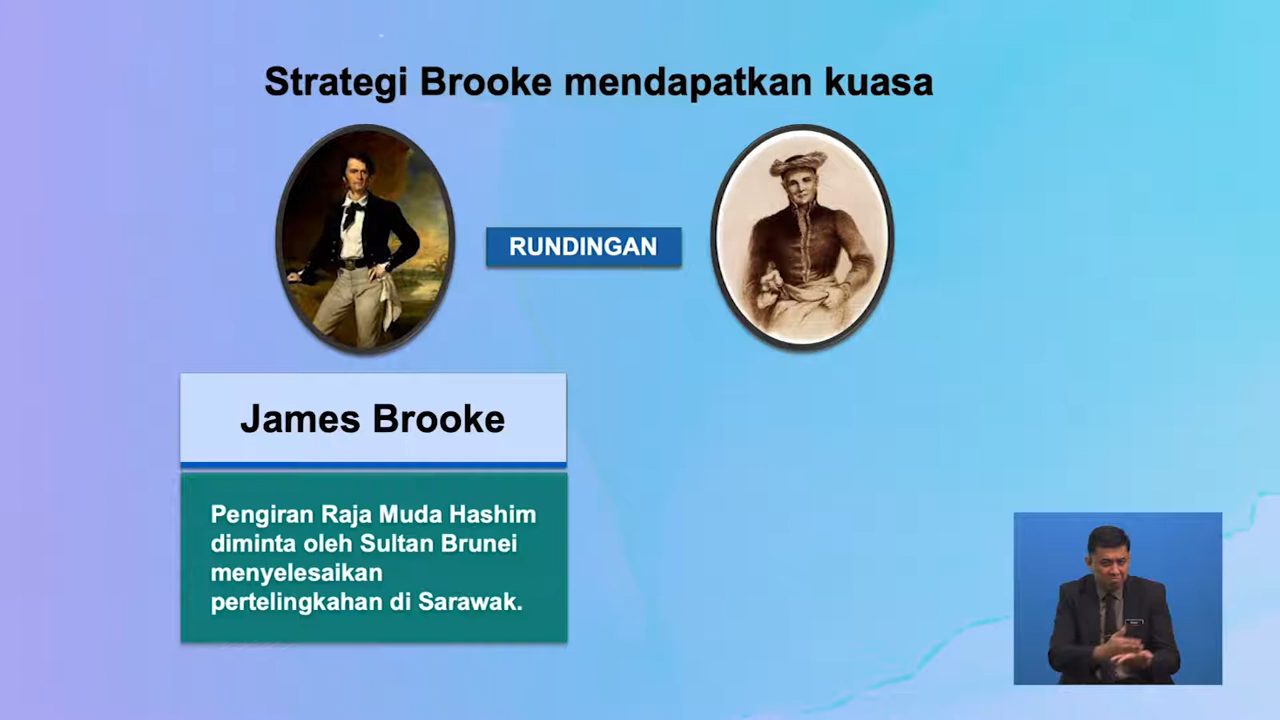 Strategi Brooke mendapatkan kuasa
RUNDINGAN
James Brooke
Pengiran Raja Muda Hashim
diminta oleh Sultan Brunei
menyelesaikan
pertelingkahan di Sarawak.